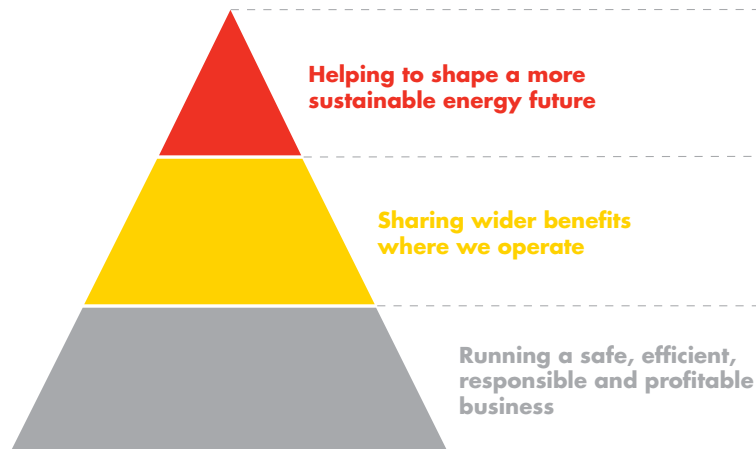 Helping to shape a more
sustainable energy future
Sharing wider benefits
where we operate
Running a safe, efficient,
responsible and profitable
business